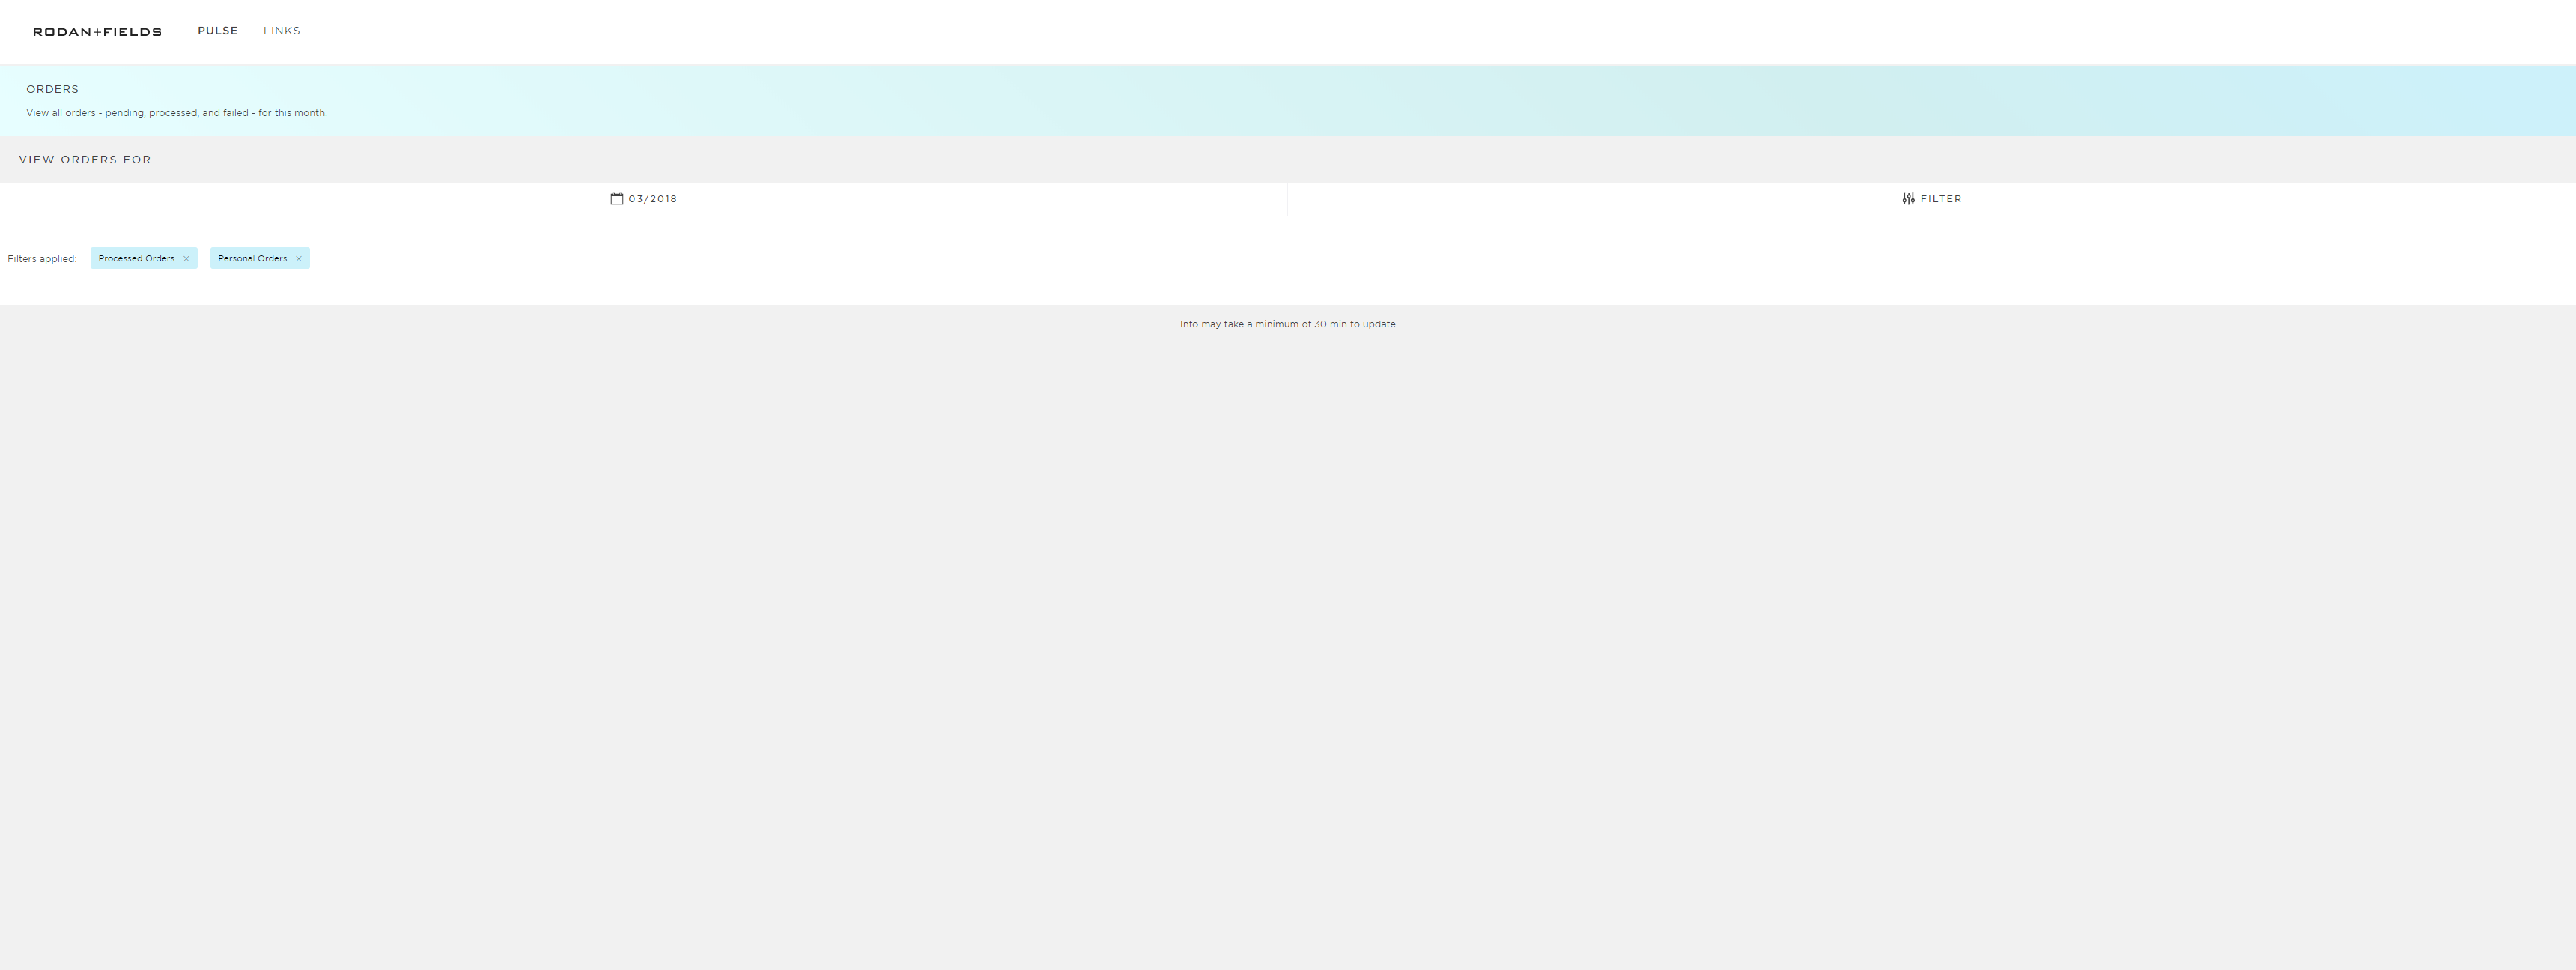 RODAN+FIELDS PULSE LINKS
ORDERS
View all orders - pending, processed, and failed - for this month.
VIEW ORDERS FOR
03/2018 FILTER
Filters applied: Processed Orders × Personal Orders ×
Info may take a minimum of 30 min to update